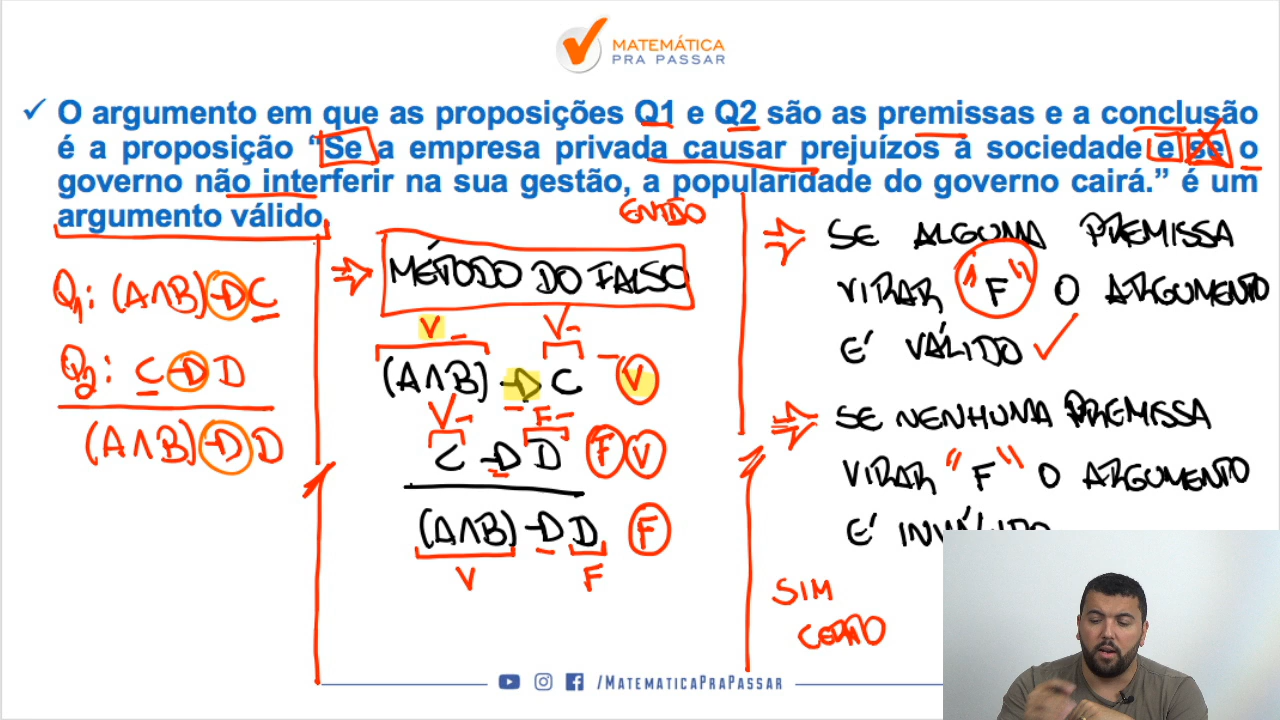 MATEMÁTICA
PRA PASSAR
✓ O argumento em que as proposições Q1 e Q2 são as premissas e a conclusão
é a proposição “Se a empresa privada causar prejuízos à sociedade e se o
governo não interferir na sua gestão, a popularidade do governo cairá.” é um
argumento válido.
ENTÃO
Q1: (A∧B)→C
Q2: C→D
(A∧B)→D
⇒ MÉTODO DO FALSO
V V
(A∧B)→C V
V F
C→D F V
(A∧B)→D F
V F
⇒ SE ALGUMA PREMISSA
VIRAR "F" O ARGUMENTO
É VÁLIDO ✓
⇒ SE NENHUMA PREMISSA
VIRAR "F" O ARGUMENTO
É INVÁLIDO
SIM
CERTO
/MATEMATICAPRAPASSAR